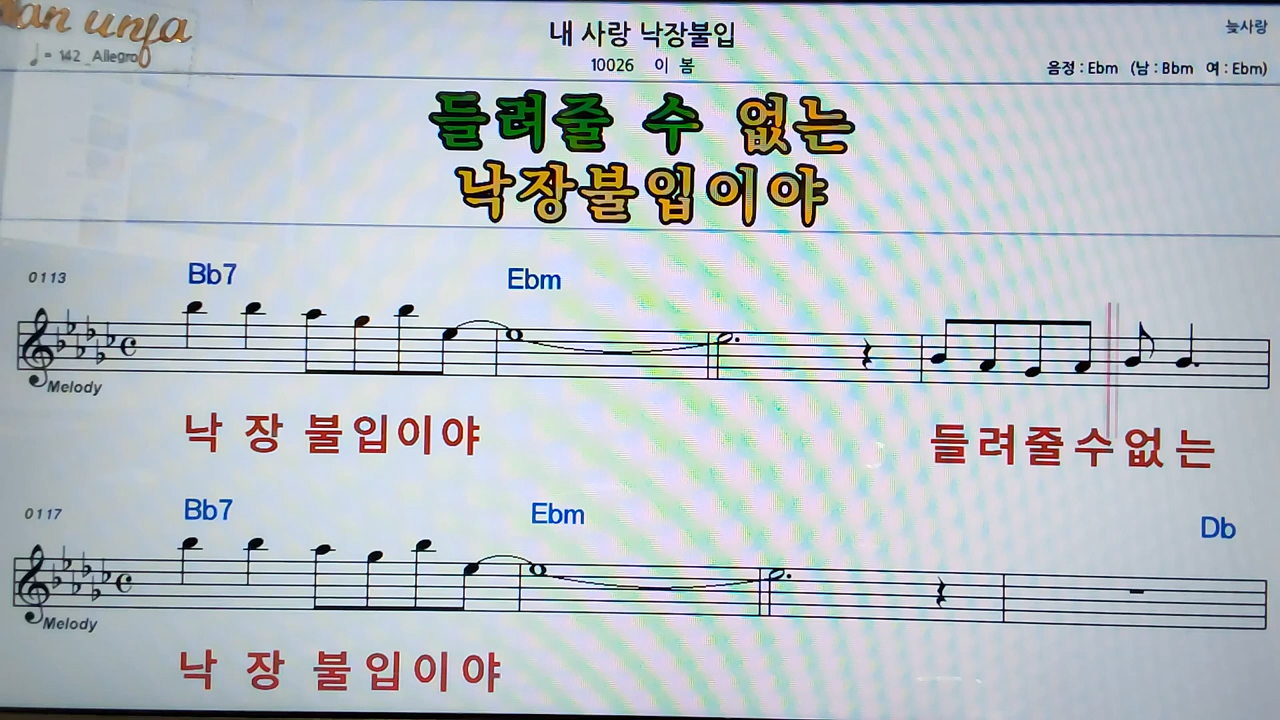 an unja
♩= 142 _Allegro
내 사랑 낙장불입
늦사랑
10026 이 봄
음정 : Ebm (남 : Bbm 여 : Ebm)
들려줄 수 없는
낙장불입이야
0113 Bb7 Ebm
Melody
낙 장 불입이야 들려줄수없는
0117 Bb7 Ebm Db
Melody
낙 장 불입이야